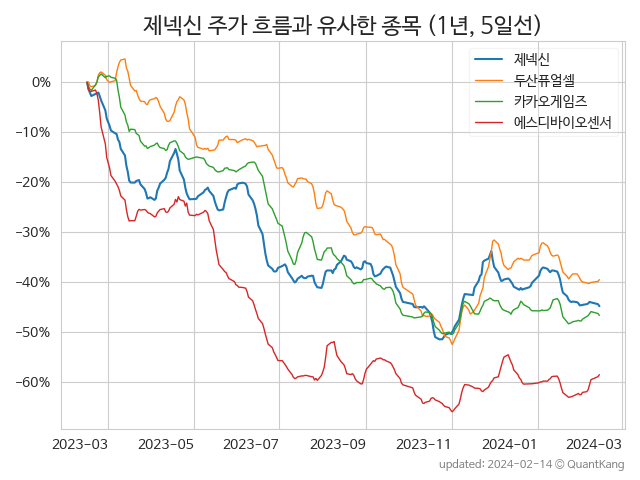 제넥신 주가 흐름과 유사한 종목 (1년, 5일선)
제넥신
두산퓨얼셀
카카오게임즈
에스디바이오센서
0%
−10%
−20%
−30%
−40%
−50%
−60%
2023-03 2023-05 2023-07 2023-09 2023-11 2024-01 2024-03
updated: 2024-02-14 © QuantKang